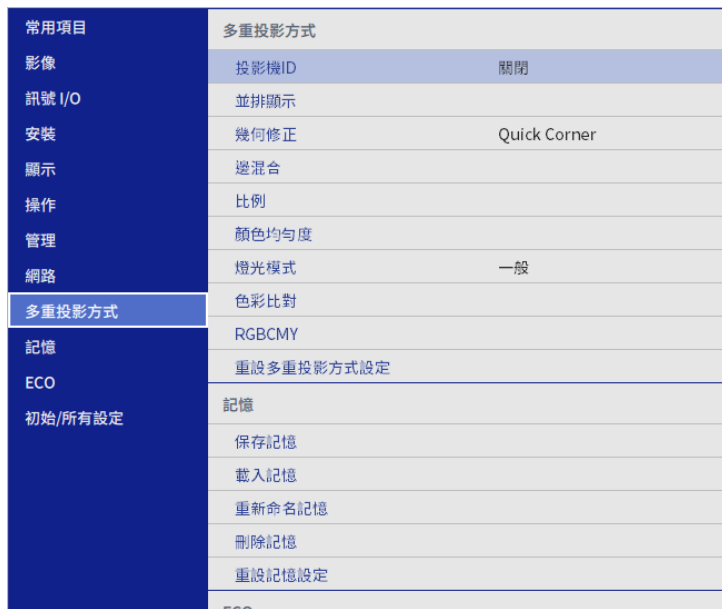 常用項目
影像
訊號 I/O
安裝
顯示
操作
管理
網路
多重投影方式
記憶
ECO
初始/所有設定
多重投影方式
投影機ID 關閉
並排顯示
幾何修正 Quick Corner
邊混合
比例
顏色均勻度
燈光模式 一般
色彩比對
RGBCMY
重設多重投影方式設定
記憶
保存記憶
載入記憶
重新命名記憶
刪除記憶
重設記憶設定
ECO